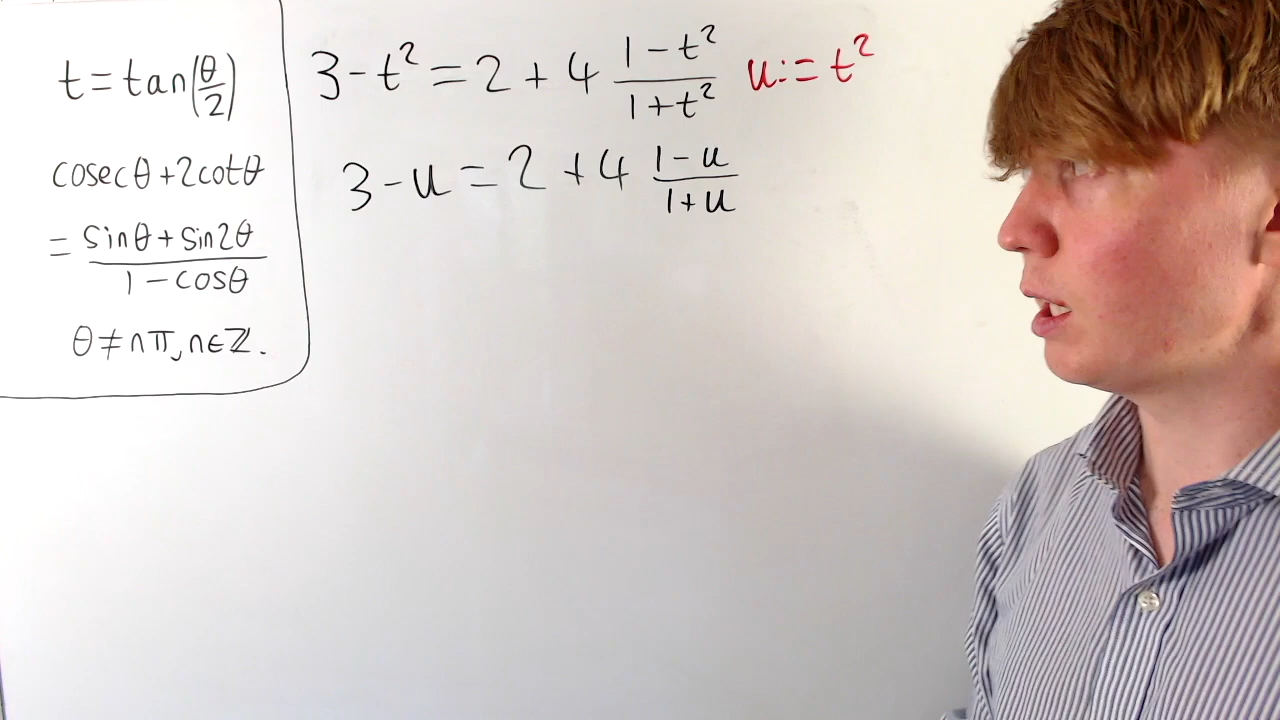 t = tan(θ/2)
cosecθ + 2cotθ
= (sinθ + sin2θ)/(1 - cosθ)
θ ≠ nπ, n∈ℤ.
3 - t² = 2 + 4 (1 - t²)/(1 + t²) u := t²
3 - u = 2 + 4 (1 - u)/(1 + u)